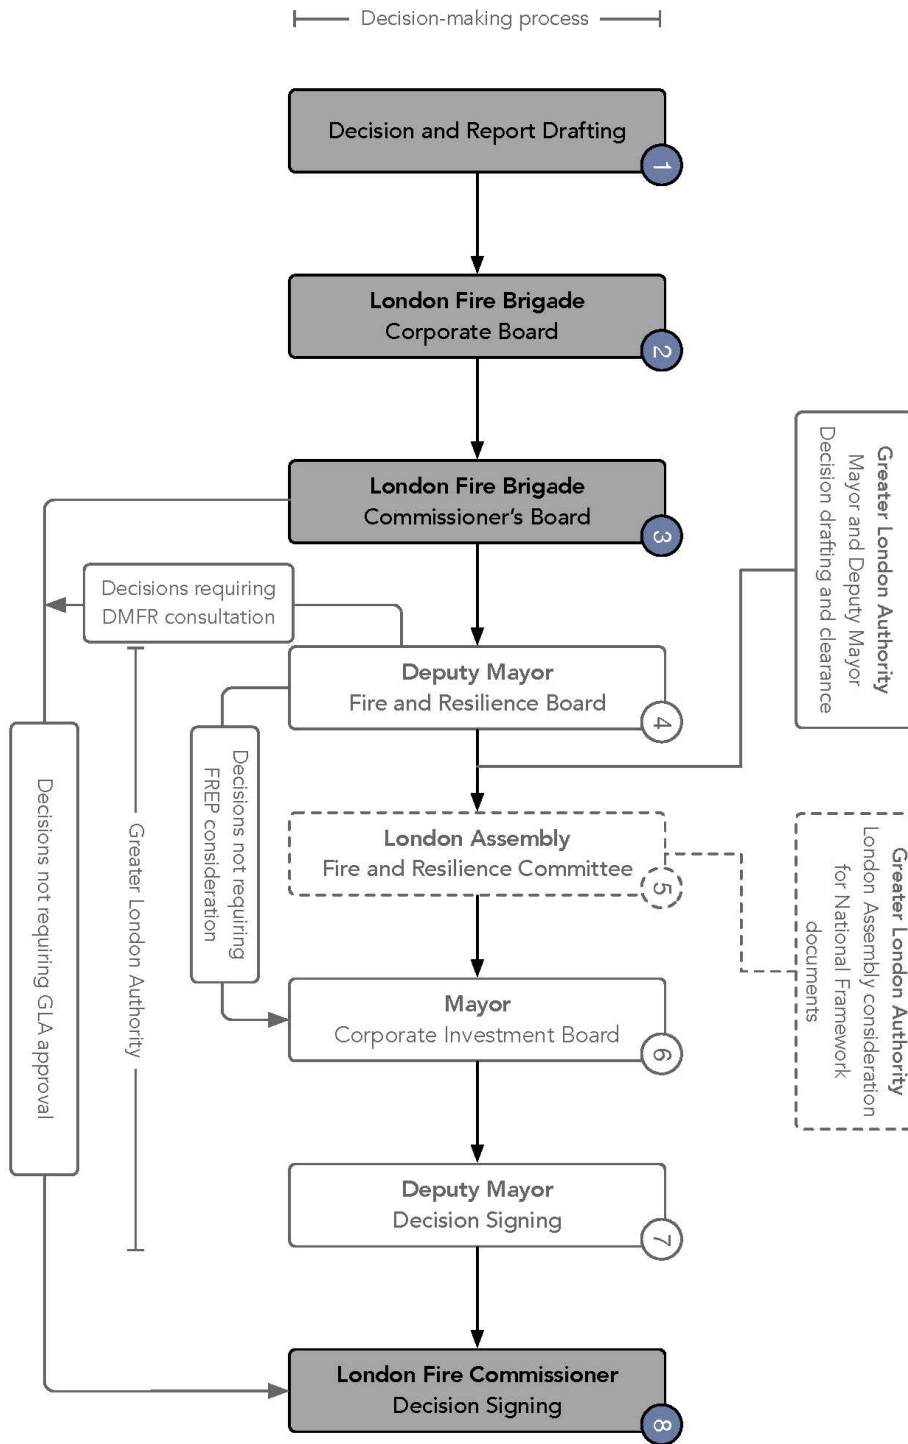 Decision-making process
Decision and Report Drafting
1
London Fire Brigade
Corporate Board
2
Greater London Authority
Mayor and Deputy Mayor
Decision drafting and clearance
London Fire Brigade
Commissioner's Board
3
Decisions requiring
DMFR consultation
Deputy Mayor
Fire and Resilience Board
4
Decisions not requiring
FREP consideration
Decisions not requiring GLA approval
Greater London Authority
London Assembly
Fire and Resilience Committee
5
Greater London Authority
London Assembly consideration
for National Framework
documents
Mayor
Corporate Investment Board
6
Deputy Mayor
Decision Signing
7
London Fire Commissioner
Decision Signing
8